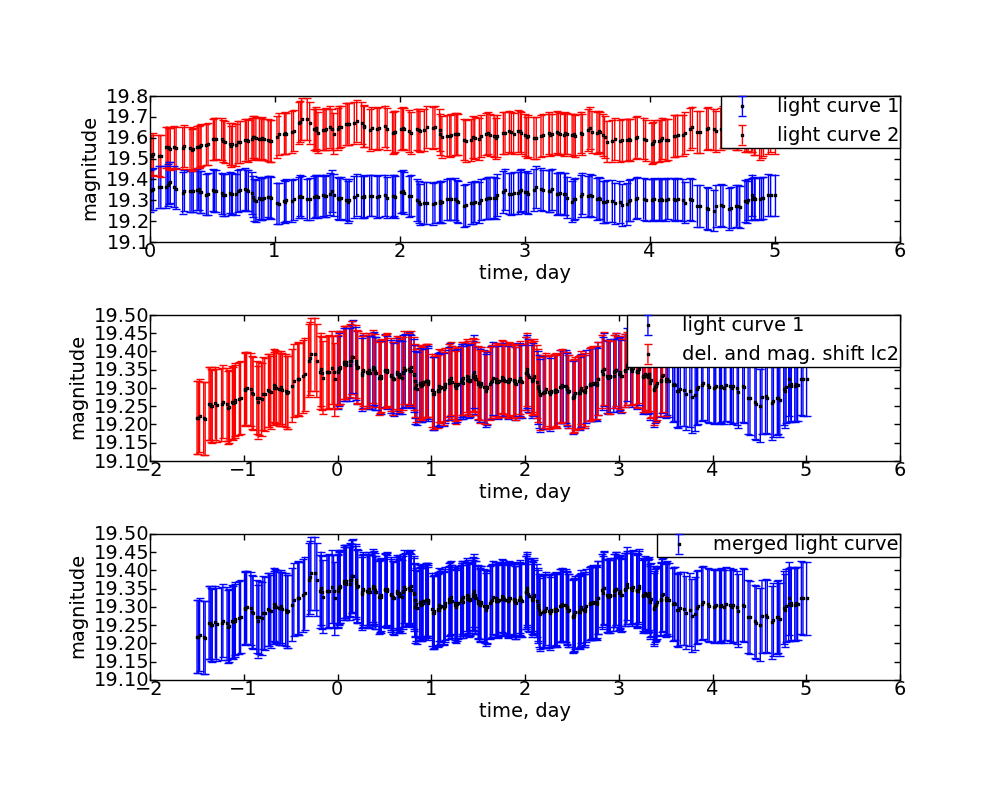 19.8
19.7
19.6
19.5
19.4
19.3
19.2
19.1
magnitude
light curve 1
light curve 2
0 1 2 3 4 5 6
time, day
19.50
19.45
19.40
19.35
19.30
19.25
19.20
19.15
19.10
magnitude
light curve 1
del. and mag. shift lc2
−2 −1 0 1 2 3 4 5 6
time, day
19.50
19.45
19.40
19.35
19.30
19.25
19.20
19.15
19.10
magnitude
merged light curve
−2 −1 0 1 2 3 4 5 6
time, day